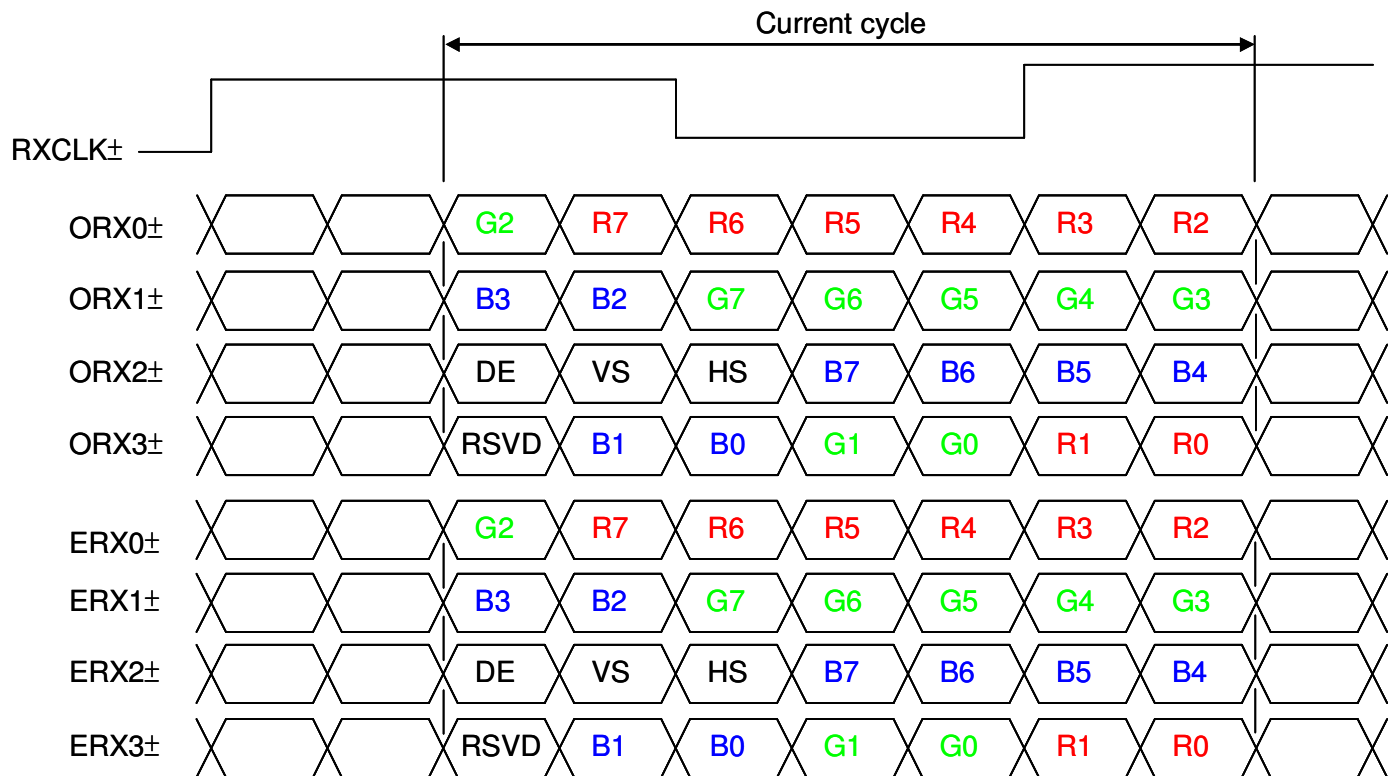 Current cycle
RXCLK±
ORX0± G2 R7 R6 R5 R4 R3 R2
ORX1± B3 B2 G7 G6 G5 G4 G3
ORX2± DE VS HS B7 B6 B5 B4
ORX3± RSVD B1 B0 G1 G0 R1 R0
ERX0± G2 R7 R6 R5 R4 R3 R2
ERX1± B3 B2 G7 G6 G5 G4 G3
ERX2± DE VS HS B7 B6 B5 B4
ERX3± RSVD B1 B0 G1 G0 R1 R0